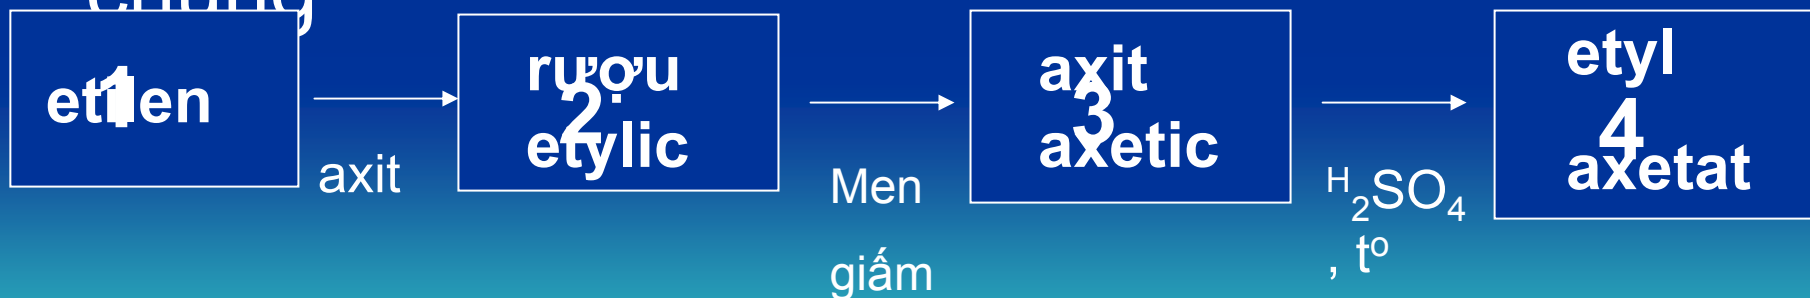 etilen
1
axit
rượu
etylic
2
Men
giấm
axit
axetic
3
H2SO4
, to
etyl
axetat
4